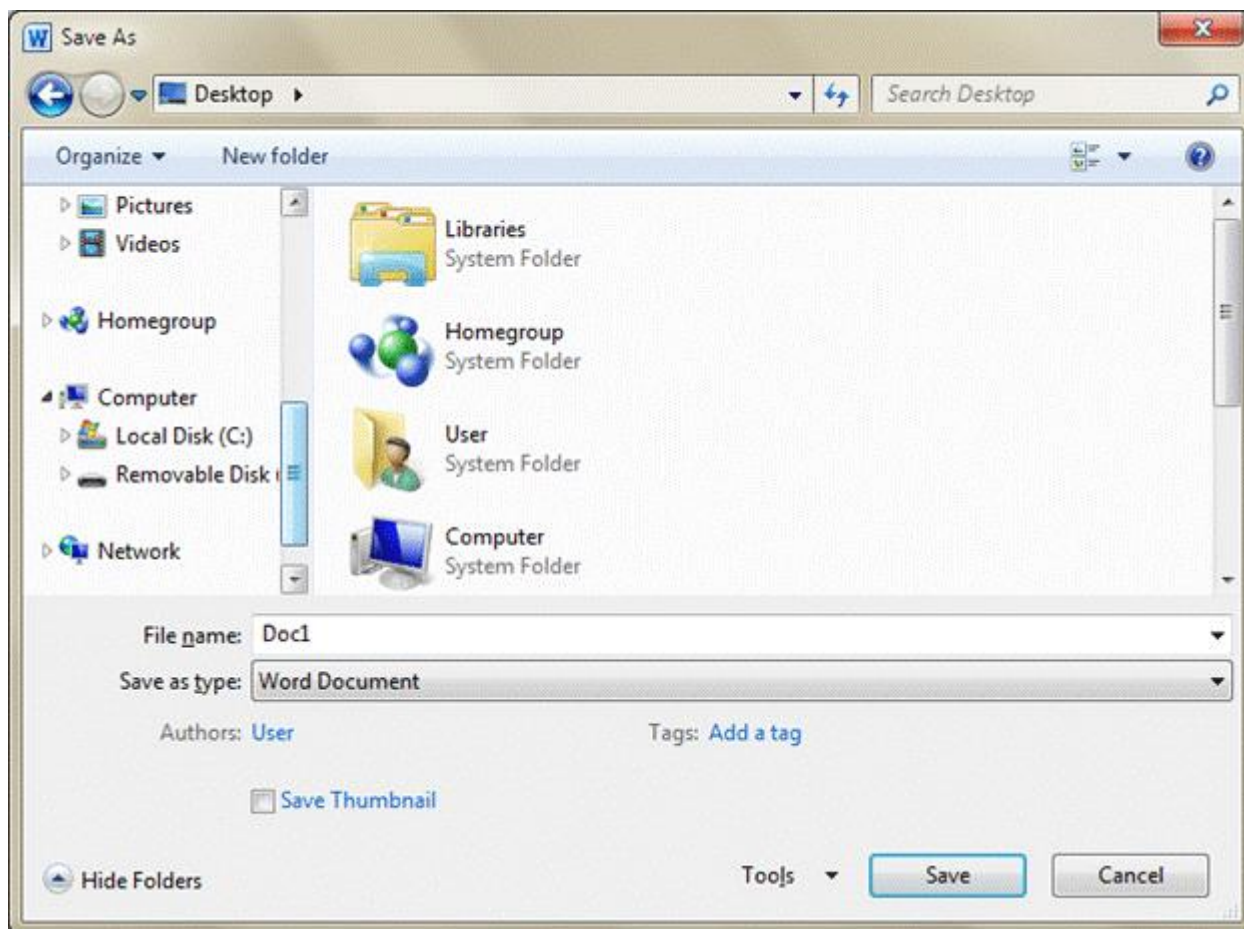 Save As
Desktop
Search Desktop
Organize
New folder
Pictures
Videos
Homegroup
Computer
Local Disk (C:)
Removable Disk (
Network
Libraries
System Folder
Homegroup
System Folder
User
System Folder
Computer
System Folder
File name: Doc1
Save as type: Word Document
Authors: User
Tags: Add a tag
Save Thumbnail
Hide Folders
Tools
Save
Cancel